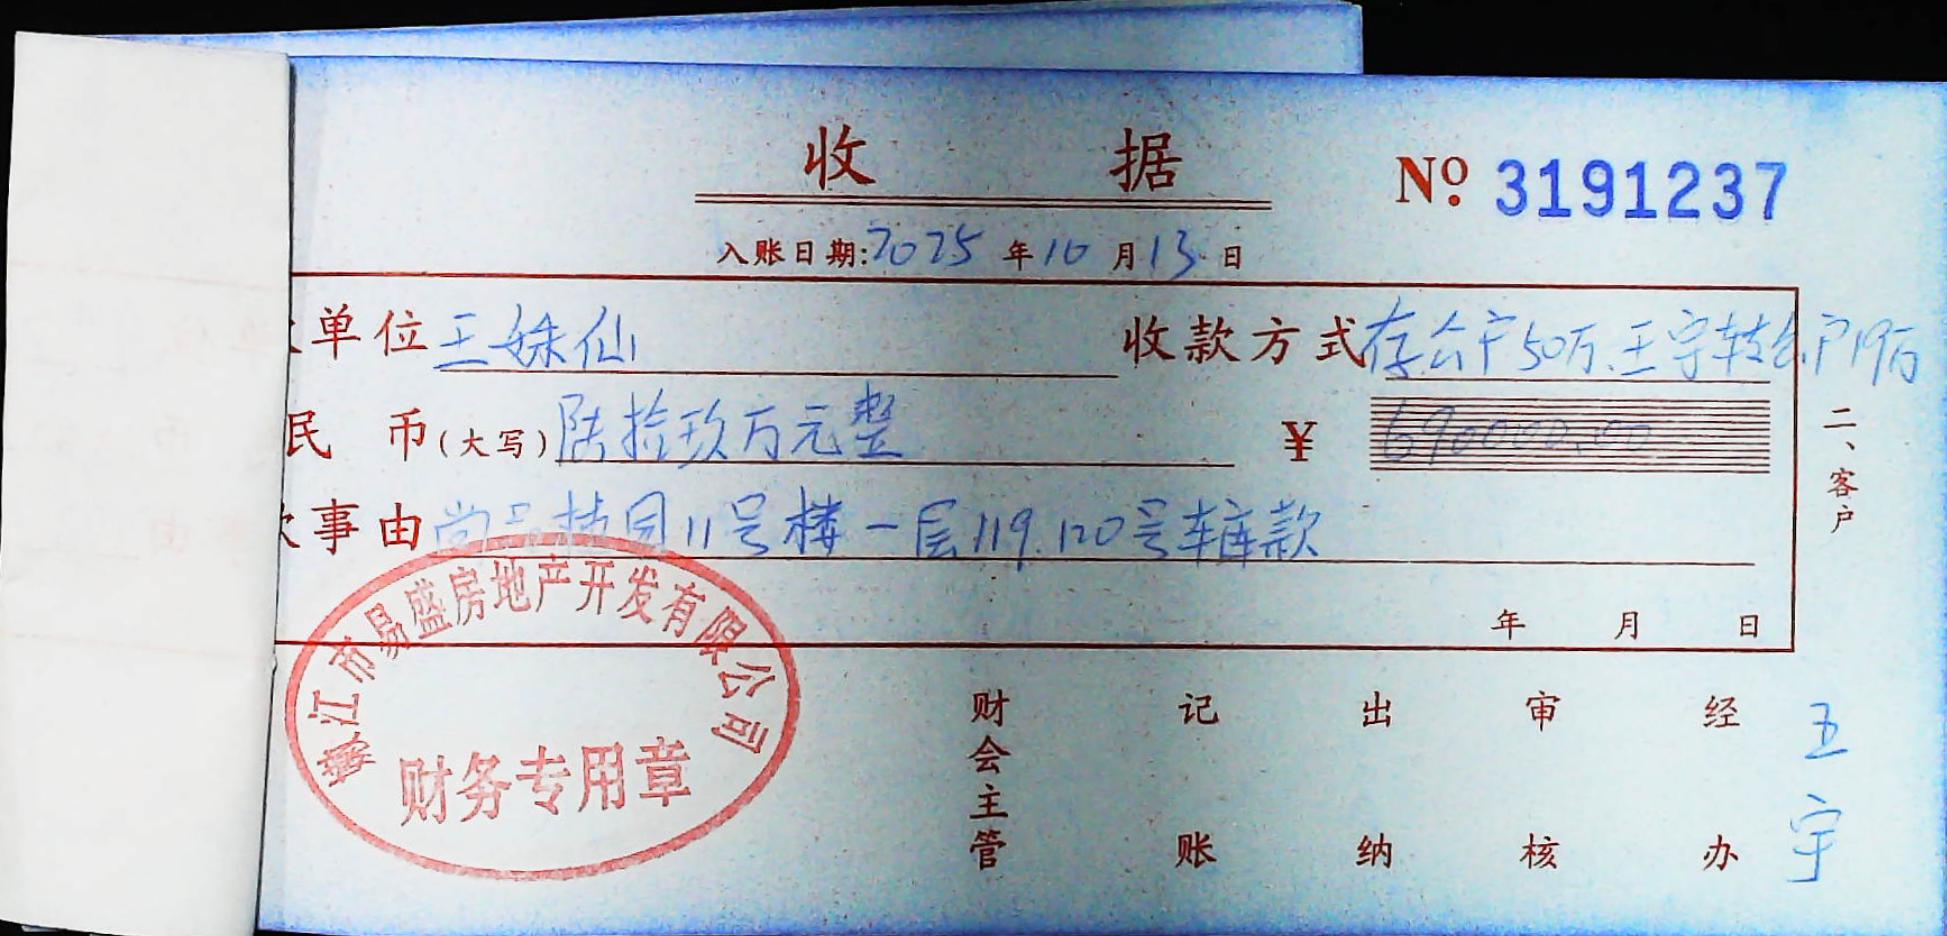 收 据
No. 3191237
入账日期:2025 年 10 月 13 日
单位 王姝仙 收款方式 存公户50万.王宇转公户19万
民 币(大写) 陆拾玖万元整 ¥ 690000.00
事由 尚品桂园11号楼一层119.120号车库款
年 月 日
二、客户
江市易盛房地产开发有限公司
财务专用章
财会主管 记账 出纳 审核 经办 王宇